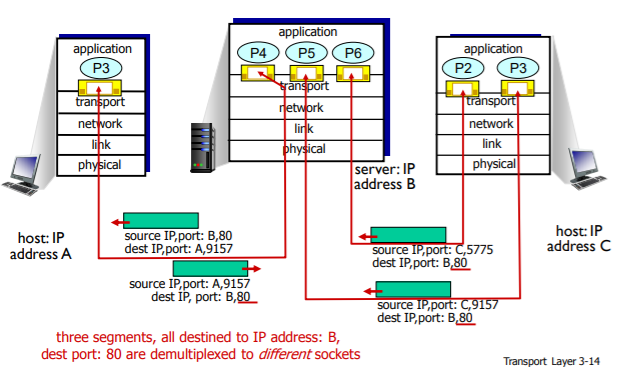 application
P3
transport
network
link
physical
host: IP
address A
application
P4 P5 P6
transport
network
link
physical
server: IP
address B
application
P2 P3
transport
network
link
physical
host: IP
address C
source IP,port: B,80
dest IP,port: A,9157
source IP,port: A,9157
dest IP, port: B,80
source IP,port: C,5775
dest IP,port: B,80
source IP,port: C,9157
dest IP,port: B,80
three segments, all destined to IP address: B,
dest port: 80 are demultiplexed to different sockets
Transport Layer 3-14